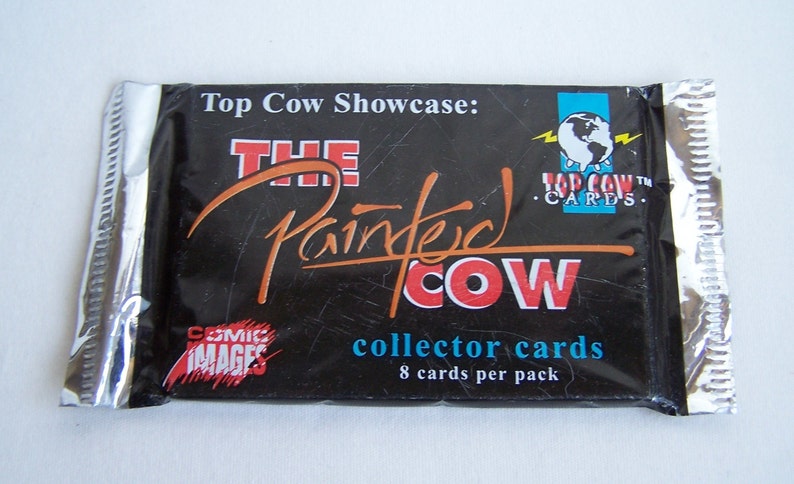 Top Cow Showcase:
THE
Painted
COW
TOP COW™
·CARDS·
COMIC
IMAGES
collector cards
8 cards per pack